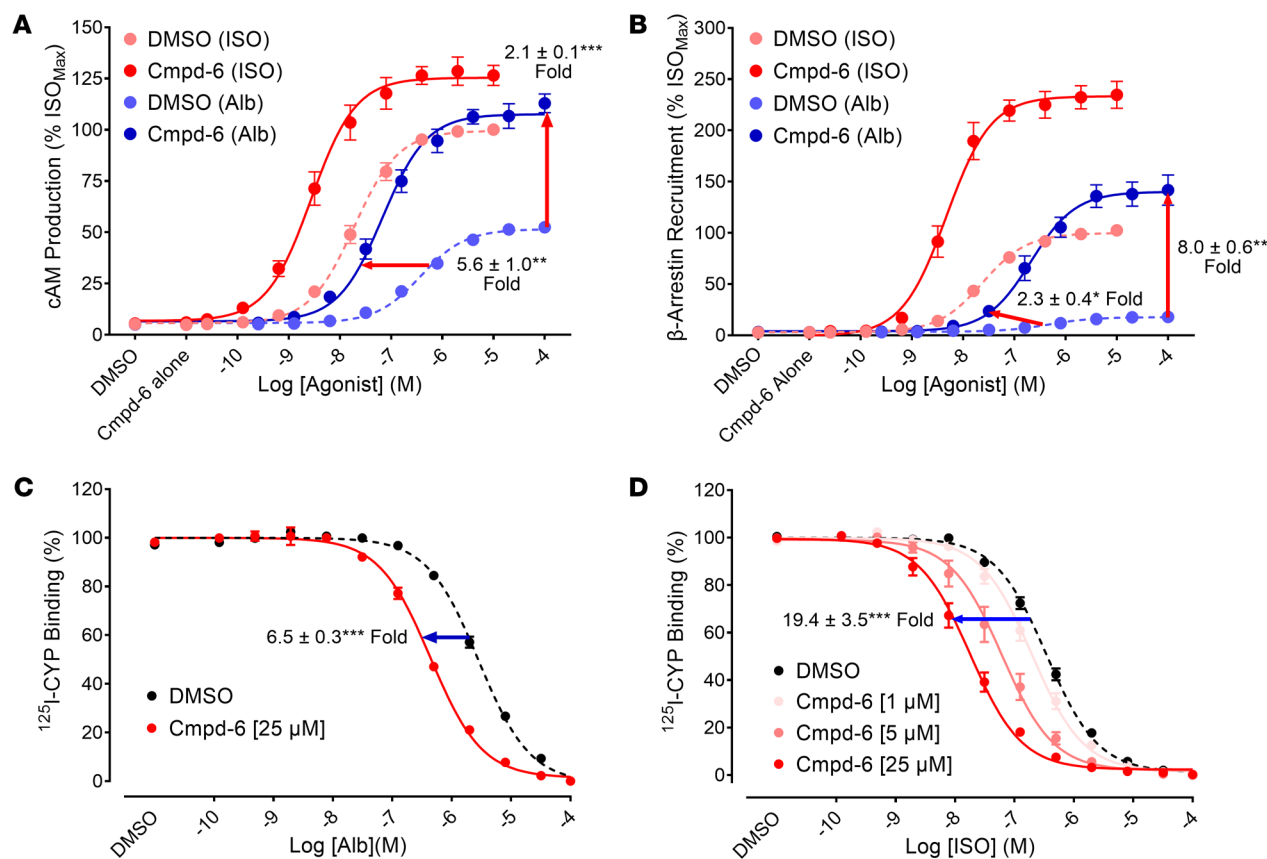 A
cAM Production (% ISOMax)
150
125
100
75
50
25
0
DMSO (ISO)
Cmpd-6 (ISO)
DMSO (Alb)
Cmpd-6 (Alb)
2.1 ± 0.1***
Fold
5.6 ± 1.0**
Fold
DMSO
Cmpd-6 alone
-10
-9
-8
-7
-6
-5
-4
Log [Agonist] (M)
B
β-Arrestin Recruitment (% ISOMax)
300
250
200
150
100
50
0
DMSO (ISO)
Cmpd-6 (ISO)
DMSO (Alb)
Cmpd-6 (Alb)
8.0 ± 0.6**
Fold
2.3 ± 0.4* Fold
DMSO
Cmpd-6 Alone
-10
-9
-8
-7
-6
-5
-4
Log [Agonist] (M)
C
125I-CYP Binding (%)
120
100
80
60
40
20
0
6.5 ± 0.3*** Fold
DMSO
Cmpd-6 [25 μM]
DMSO
-10
-9
-8
-7
-6
-5
-4
Log [Alb](M)
D
125I-CYP Binding (%)
120
100
80
60
40
20
0
19.4 ± 3.5*** Fold
DMSO
Cmpd-6 [1 μM]
Cmpd-6 [5 μM]
Cmpd-6 [25 μM]
DMSO
-10
-9
-8
-7
-6
-5
-4
Log [ISO] (M)